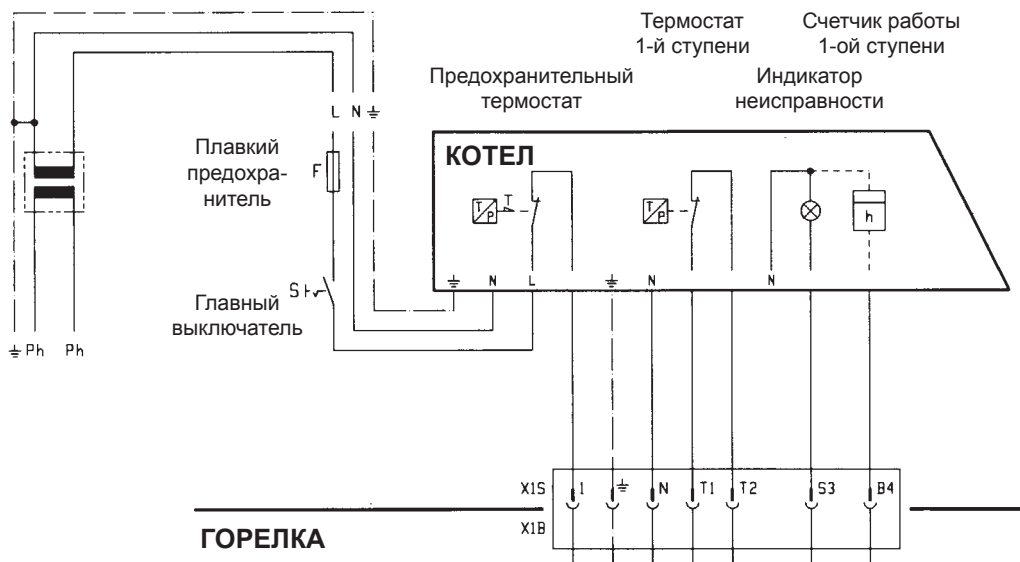 Термостат
1-й ступени
Счетчик работы
1-ой ступени
Предохранительный
термостат
Индикатор
неисправности
L N ⏚
КОТЕЛ
Плавкий
предохра-
нитель
F
T/P
T
T/P
h
Главный
выключатель
S
⏚ N L ⏚ N N
⏚ Ph Ph
X1S 1 ⏚ N T1 T2 S3 B4
X1B
ГОРЕЛКА